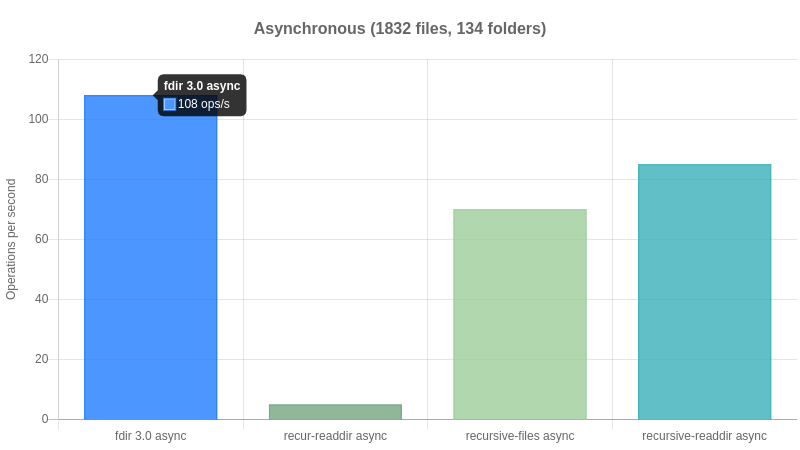 Asynchronous (1832 files, 134 folders)
Operations per second
120
100
80
60
40
20
0
fdir 3.0 async
108 ops/s
fdir 3.0 async
recur-readdir async
recursive-files async
recursive-readdir async